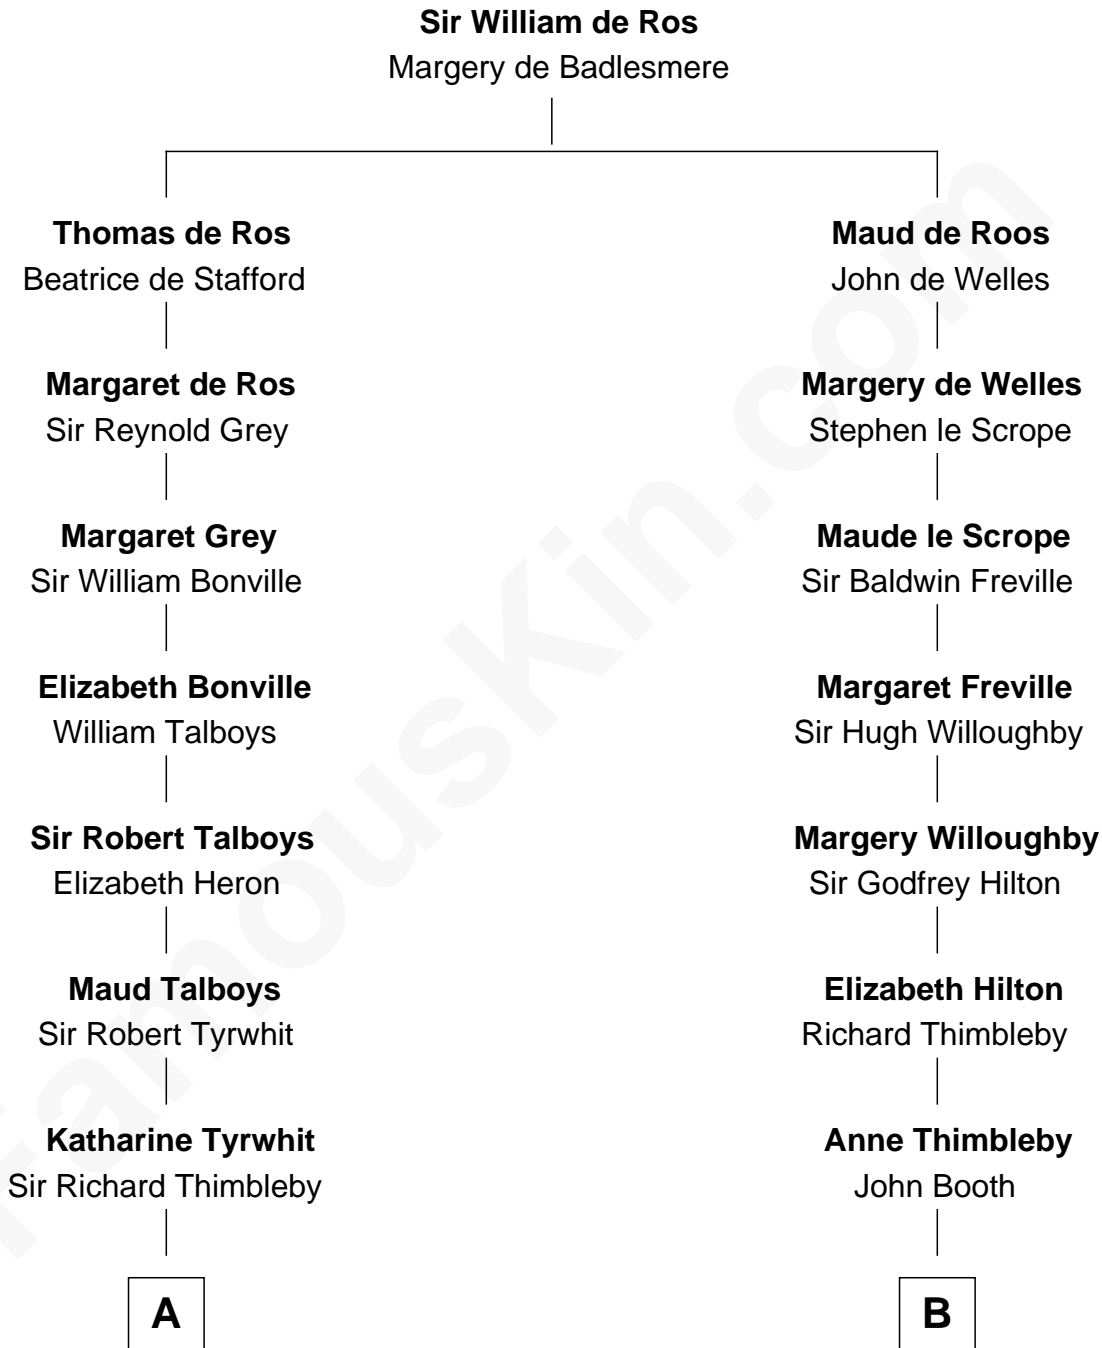 Sir William de Ros
Margery de Badlesmere
Thomas de Ros
Beatrice de Stafford
Maud de Roos
John de Welles
Margaret de Ros
Sir Reynold Grey
Margery de Welles
Stephen le Scrope
Margaret Grey
Sir William Bonville
Maude le Scrope
Sir Baldwin Freville
Elizabeth Bonville
William Talboys
Margaret Freville
Sir Hugh Willoughby
Sir Robert Talboys
Elizabeth Heron
Margery Willoughby
Sir Godfrey Hilton
Maud Talboys
Sir Robert Tyrwhit
Elizabeth Hilton
Richard Thimbleby
Katharine Tyrwhit
Sir Richard Thimbleby
Anne Thimbleby
John Booth
A
B
FamousKin.com